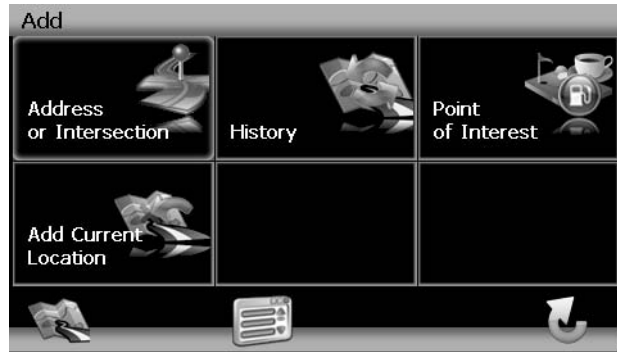 Add
Address
or Intersection
History
Point
of Interest
Add Current
Location